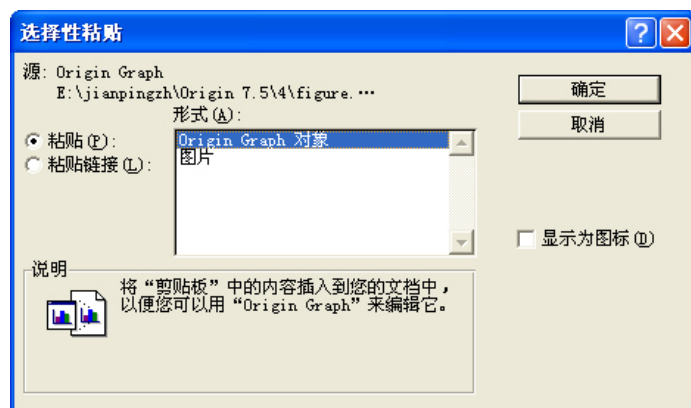 选择性粘贴
源: Origin Graph
E:\jianpingzh\Origin 7.5\4\figure.…
形式(A):
粘贴(P):
粘贴链接(L):
Origin Graph 对象
图片
确定
取消
显示为图标(D)
说明
将“剪贴板”中的内容插入到您的文档中，
以便您可以用“Origin Graph”来编辑它。